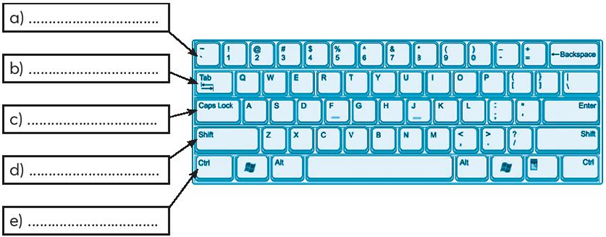 a) ................................
~ ` ! 1 @ 2 # 3 $ 4 % 5 ^ 6 & 7 * 8 ( 9 ) 0 _ - + = ←Backspace
b) ................................
Tab Q W E R T Y U I O P { [ } ] | \
c) ................................
Caps Lock A S D F G H J K L : ; " ' Enter
d) ................................
Shift Z X C V B N M < , > . ? / Shift
e) ................................
Ctrl Alt Alt Ctrl